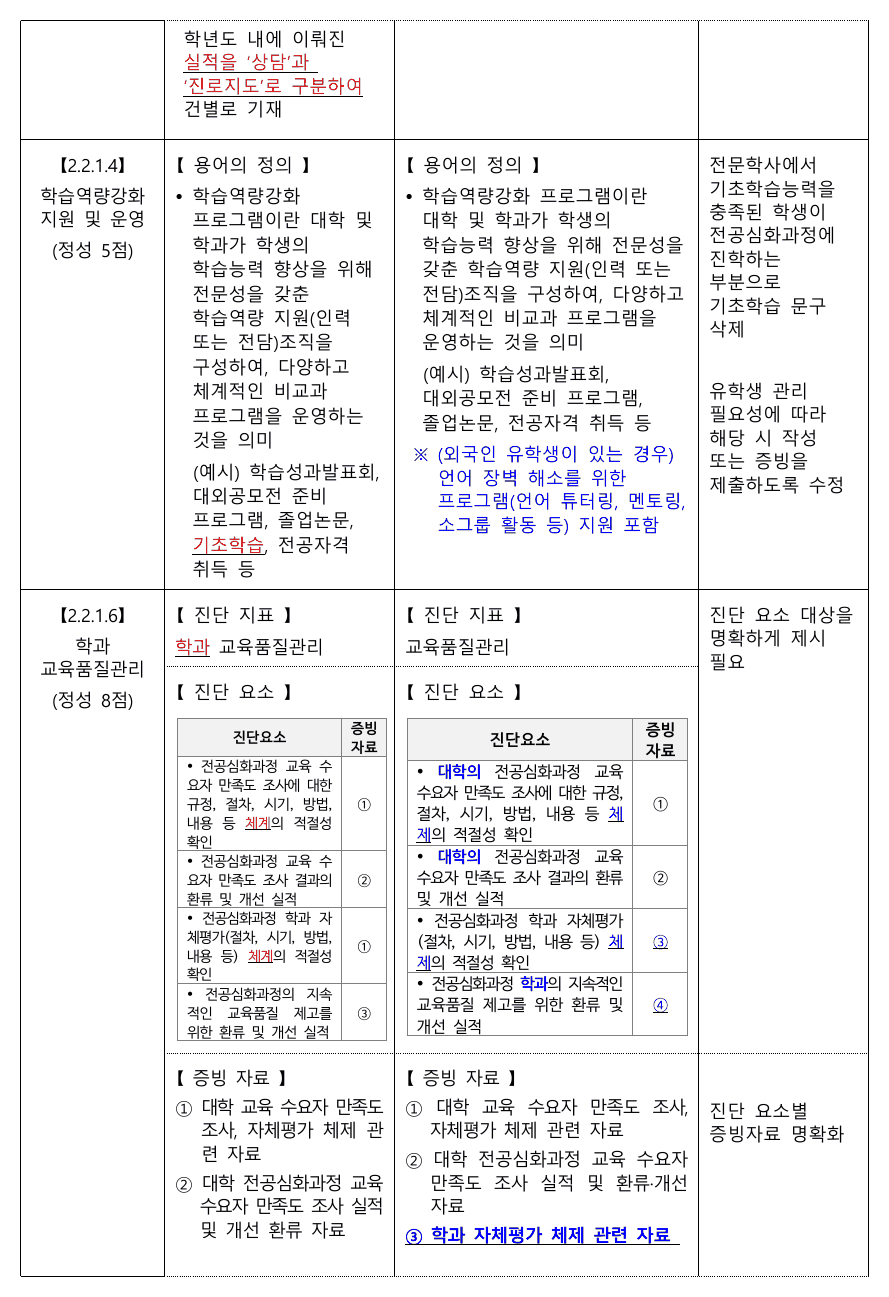 학년도 내에 이뤄진
실적을 ‘상담’과
‘진로지도’로 구분하여
건별로 기재
【2.2.1.4】
학습역량강화
지원 및 운영
(정성 5점)
【 용어의 정의 】
• 학습역량강화
프로그램이란 대학 및
학과가 학생의
학습능력 향상을 위해
전문성을 갖춘
학습역량 지원(인력
또는 전담)조직을
구성하여, 다양하고
체계적인 비교과
프로그램을 운영하는
것을 의미
(예시) 학습성과발표회,
대외공모전 준비
프로그램, 졸업논문,
기초학습, 전공자격
취득 등
【 용어의 정의 】
• 학습역량강화 프로그램이란
대학 및 학과가 학생의
학습능력 향상을 위해 전문성을
갖춘 학습역량 지원(인력 또는
전담)조직을 구성하여, 다양하고
체계적인 비교과 프로그램을
운영하는 것을 의미
(예시) 학습성과발표회,
대외공모전 준비 프로그램,
졸업논문, 전공자격 취득 등
※ (외국인 유학생이 있는 경우)
언어 장벽 해소를 위한
프로그램(언어 튜터링, 멘토링,
소그룹 활동 등) 지원 포함
전문학사에서
기초학습능력을
충족된 학생이
전공심화과정에
진학하는
부분으로
기초학습 문구
삭제
유학생 관리
필요성에 따라
해당 시 작성
또는 증빙을
제출하도록 수정
【2.2.1.6】
학과
교육품질관리
(정성 8점)
【 진단 지표 】
학과 교육품질관리
【 진단 지표 】
교육품질관리
진단 요소 대상을
명확하게 제시
필요
【 진단 요소 】
진단요소
증빙
자료
• 전공심화과정 교육 수
요자 만족도 조사에 대한
규정, 절차, 시기, 방법,
내용 등 체계의 적절성
확인
①
• 전공심화과정 교육 수
요자 만족도 조사 결과의
환류 및 개선 실적
②
• 전공심화과정 학과 자
체평가(절차, 시기, 방법,
내용 등) 체계의 적절성
확인
①
• 전공심화과정의 지속
적인 교육품질 제고를
위한 환류 및 개선 실적
③
【 진단 요소 】
진단요소
증빙
자료
• 대학의 전공심화과정 교육
수요자 만족도 조사에 대한 규정,
절차, 시기, 방법, 내용 등 체
제의 적절성 확인
①
• 대학의 전공심화과정 교육
수요자 만족도 조사 결과의 환류
및 개선 실적
②
• 전공심화과정 학과 자체평가
(절차, 시기, 방법, 내용 등) 체
제의 적절성 확인
③
• 전공심화과정 학과의 지속적인
교육품질 제고를 위한 환류 및
개선 실적
④
【 증빙 자료 】
① 대학 교육 수요자 만족도
조사, 자체평가 체제 관
련 자료
② 대학 전공심화과정 교육
수요자 만족도 조사 실적
및 개선 환류 자료
【 증빙 자료 】
① 대학 교육 수요자 만족도 조사,
자체평가 체제 관련 자료
② 대학 전공심화과정 교육 수요자
만족도 조사 실적 및 환류·개선
자료
③ 학과 자체평가 체제 관련 자료
진단 요소별
증빙자료 명확화